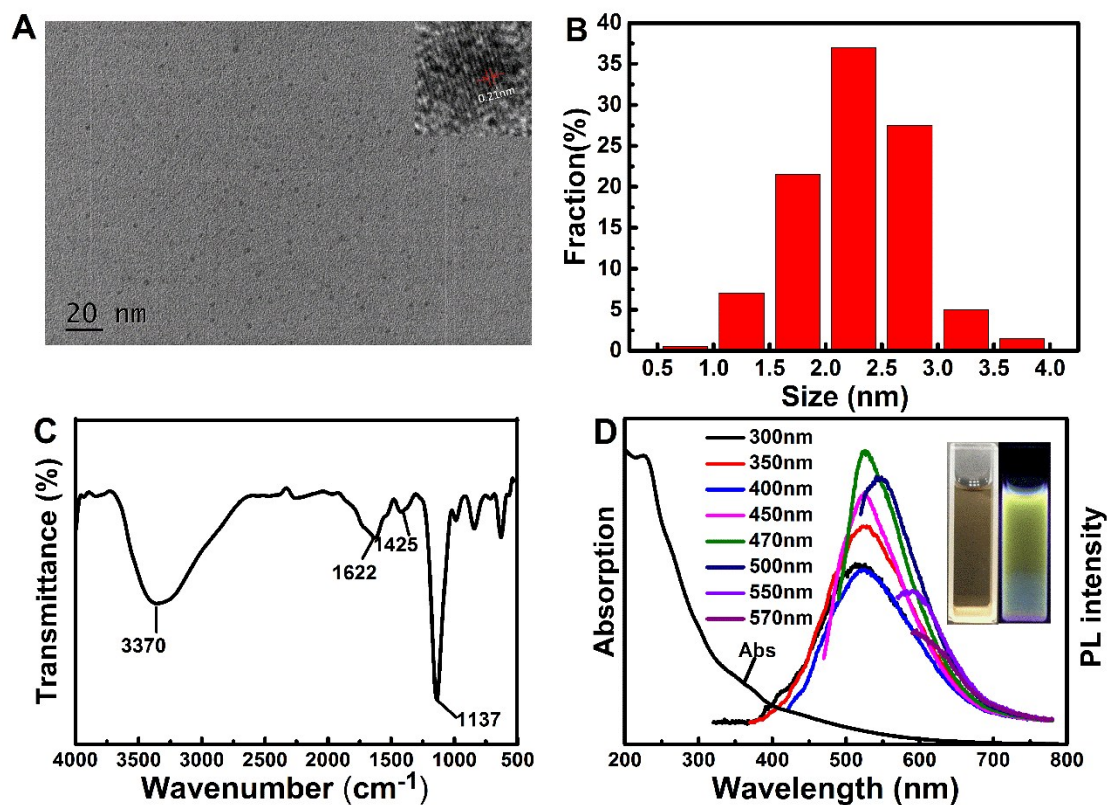 A
0.21nm
20 nm
B
Fraction(%)
40
35
30
25
20
15
10
5
0
0.5 1.0 1.5 2.0 2.5 3.0 3.5 4.0
Size (nm)
C
Transmittance (%)
3370
1622
1425
1137
4000 3500 3000 2500 2000 1500 1000 500
Wavenumber (cm-1)
D
Absorption
300nm
350nm
400nm
450nm
470nm
500nm
550nm
570nm
Abs
PL intensity
200 300 400 500 600 700 800
Wavelength (nm)